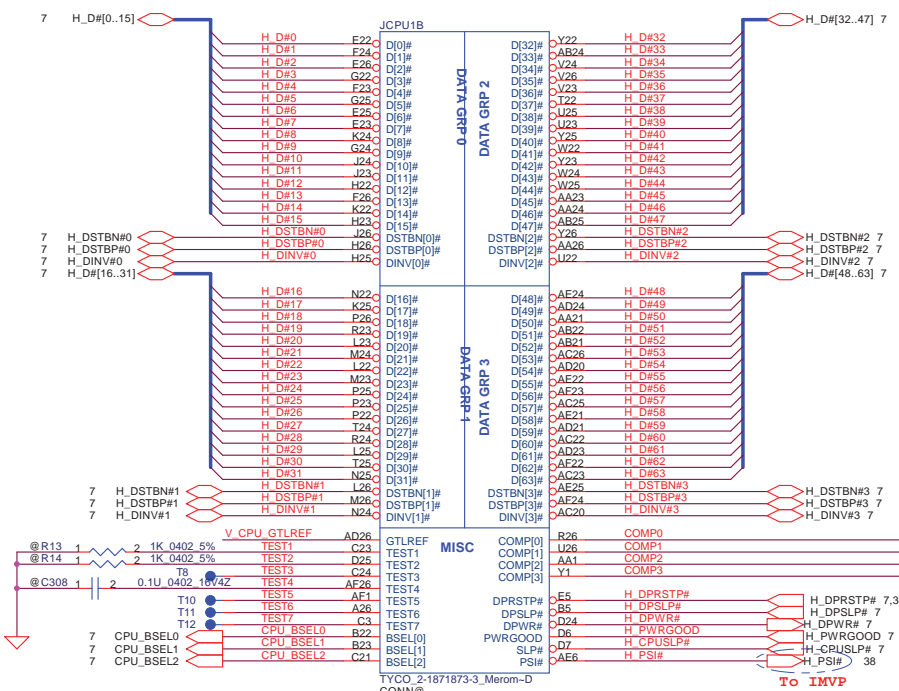 7 H_D#[0..15] JCPU1B H_D#[32..47] 7
H_D#0 E22 D[0]# D[32]# Y22 H_D#32
H_D#1 F24 D[1]# D[33]# AB24 H_D#33
H_D#2 E26 D[2]# D[34]# V24 H_D#34
H_D#3 G22 D[3]# D[35]# V26 H_D#35
H_D#4 F23 D[4]# D[36]# V23 H_D#36
H_D#5 G25 D[5]# D[37]# T22 H_D#37
H_D#6 E25 D[6]# D[38]# U25 H_D#38
H_D#7 E23 D[7]# D[39]# U23 H_D#39
H_D#8 K24 D[8]# D[40]# Y25 H_D#40
H_D#9 G24 D[9]# D[41]# W22 H_D#41
H_D#10 J24 D[10]# D[42]# Y23 H_D#42
H_D#11 J23 D[11]# D[43]# W24 H_D#43
H_D#12 H22 D[12]# D[44]# W25 H_D#44
H_D#13 F26 D[13]# D[45]# AA23 H_D#45
H_D#14 K22 D[14]# D[46]# AA24 H_D#46
H_D#15 H23 D[15]# D[47]# AB25 H_D#47
7 H_DSTBN#0 H_DSTBN#0 J26 DSTBN[0]# DSTBN[2]# Y26 H_DSTBN#2 H_DSTBN#2 7
7 H_DSTBP#0 H_DSTBP#0 H26 DSTBP[0]# DSTBP[2]# AA26 H_DSTBP#2 H_DSTBP#2 7
7 H_DINV#0 H_DINV#0 H25 DINV[0]# DINV[2]# U22 H_DINV#2 H_DINV#2 7
DATA GRP 0
DATA GRP 2
7 H_D#[16..31] H_D#[48..63] 7
H_D#16 N22 D[16]# D[48]# AE24 H_D#48
H_D#17 K25 D[17]# D[49]# AD24 H_D#49
H_D#18 P26 D[18]# D[50]# AA21 H_D#50
H_D#19 R23 D[19]# D[51]# AB22 H_D#51
H_D#20 L23 D[20]# D[52]# AB21 H_D#52
H_D#21 M24 D[21]# D[53]# AC26 H_D#53
H_D#22 L22 D[22]# D[54]# AD20 H_D#54
H_D#23 M23 D[23]# D[55]# AE22 H_D#55
H_D#24 P25 D[24]# D[56]# AF23 H_D#56
H_D#25 P23 D[25]# D[57]# AC25 H_D#57
H_D#26 P22 D[26]# D[58]# AE21 H_D#58
H_D#27 T24 D[27]# D[59]# AD21 H_D#59
H_D#28 R24 D[28]# D[60]# AC22 H_D#60
H_D#29 L25 D[29]# D[61]# AD23 H_D#61
H_D#30 T25 D[30]# D[62]# AF22 H_D#62
H_D#31 N25 D[31]# D[63]# AC23 H_D#63
7 H_DSTBN#1 H_DSTBN#1 L26 DSTBN[1]# DSTBN[3]# AE25 H_DSTBN#3 H_DSTBN#3 7
7 H_DSTBP#1 H_DSTBP#1 M26 DSTBP[1]# DSTBP[3]# AF24 H_DSTBP#3 H_DSTBP#3 7
7 H_DINV#1 H_DINV#1 N24 DINV[1]# DINV[3]# AC20 H_DINV#3 H_DINV#3 7
DATA GRP 1
DATA GRP 3
V_CPU_GTLREF AD26 GTLREF MISC COMP[0] R26 COMP0
@R13 1 2 1K_0402_5% TEST1 C23 TEST1 COMP[1] U26 COMP1
@R14 1 2 1K_0402_5% TEST2 D25 TEST2 COMP[2] AA1 COMP2
T8 TEST3 C24 TEST3 COMP[3] Y1 COMP3
@C308 1 2 0.1U_0402_16V4Z TEST4 AF26 TEST4
T10 TEST5 AF1 TEST5 DPRSTP# E5 H_DPRSTP# H_DPRSTP# 7,3
T11 TEST6 A26 TEST6 DPSLP# B5 H_DPSLP# H_DPSLP# 7
T12 TEST7 C3 TEST7 DPWR# D24 H_DPWR# H_DPWR# 7
7 CPU_BSEL0 CPU_BSEL0 B22 BSEL[0] PWRGOOD D6 H_PWRGOOD H_PWRGOOD 7
7 CPU_BSEL1 CPU_BSEL1 B23 BSEL[1] SLP# D7 H_CPUSLP# H_CPUSLP# 7
7 CPU_BSEL2 CPU_BSEL2 C21 BSEL[2] PSI# AE6 H_PSI# H_PSI# 38
TYCO_2-1871873-3_Merom~D
CONN@
To IMVP